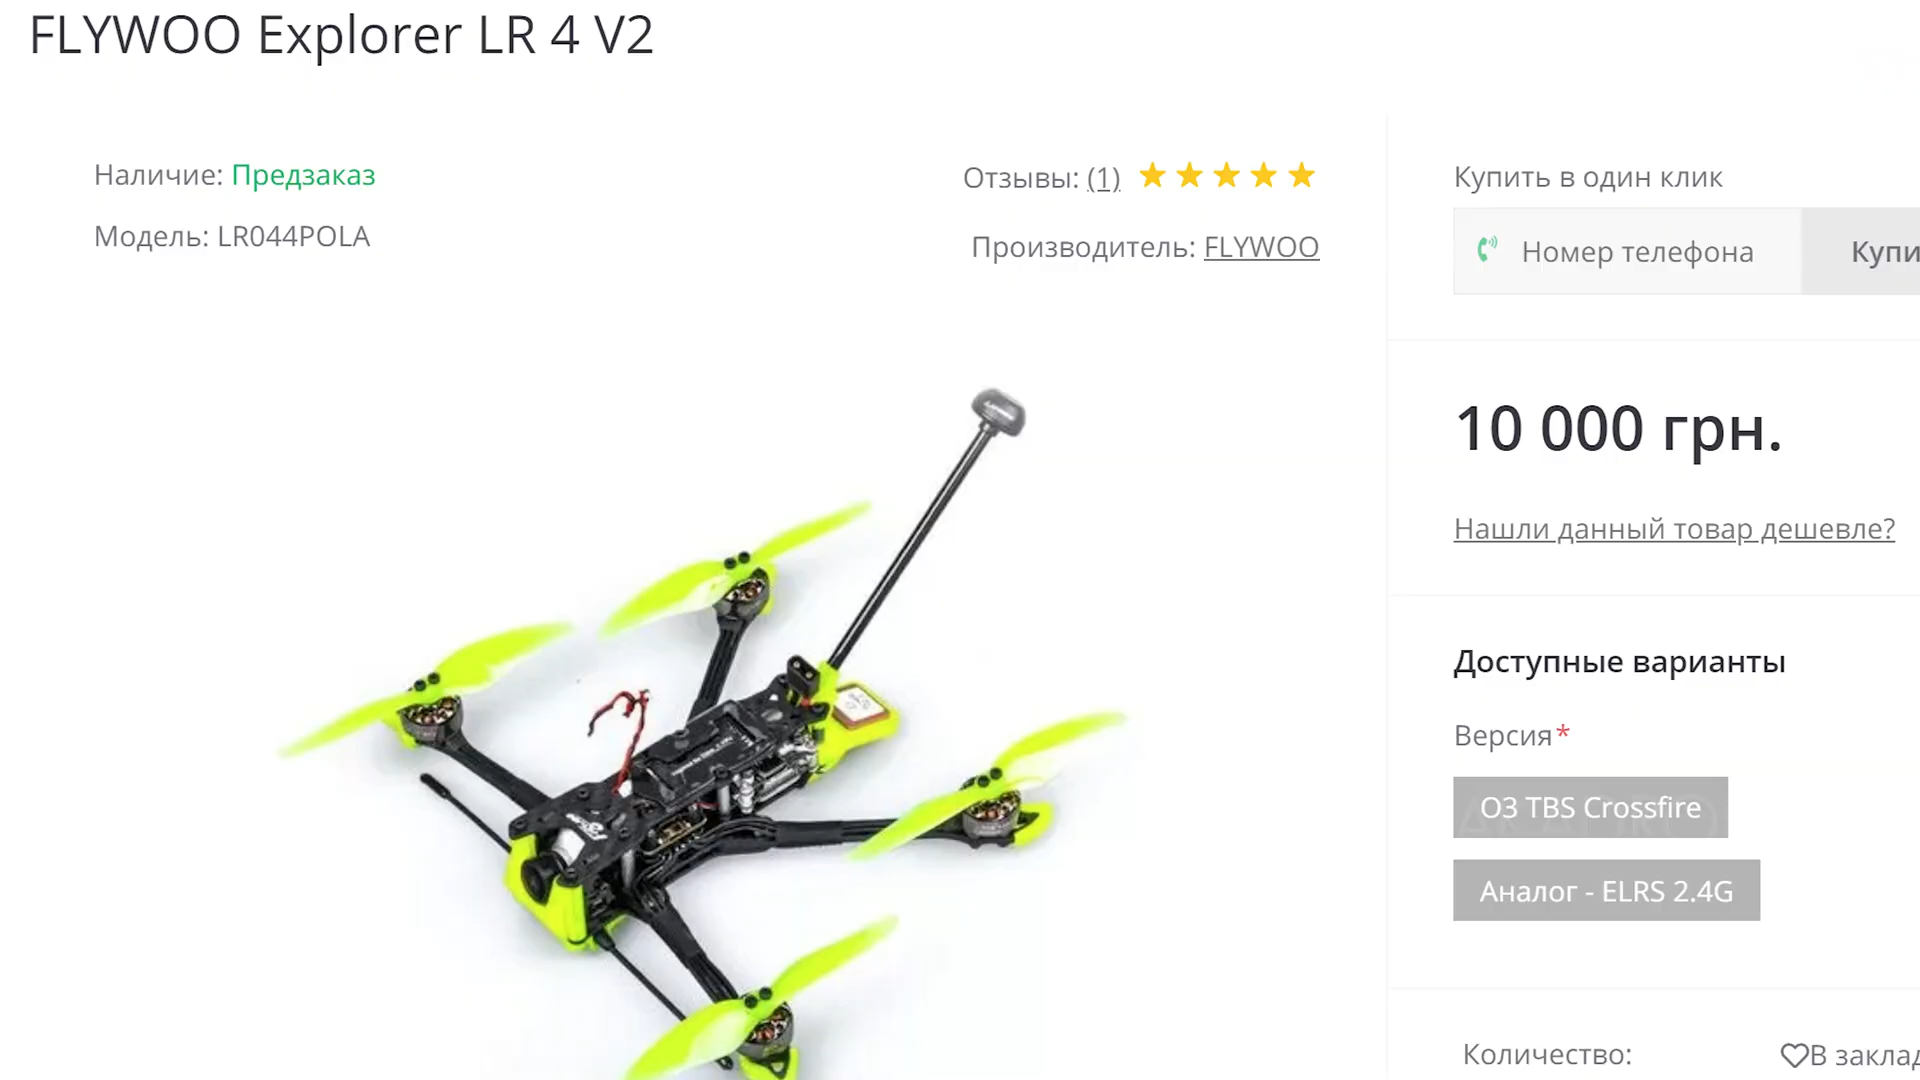 FLYWOO Explorer LR 4 V2
Наличие: Предзаказ
Модель: LR044POLA
Отзывы: (1)
Производитель: FLYWOO
Купить в один клик
Номер телефона
Купи
10 000 грн.
Нашли данный товар дешевле?
Доступные варианты
Версия*
O3 TBS Crossfire
Аналог - ELRS 2.4G
Количество:
В заклад